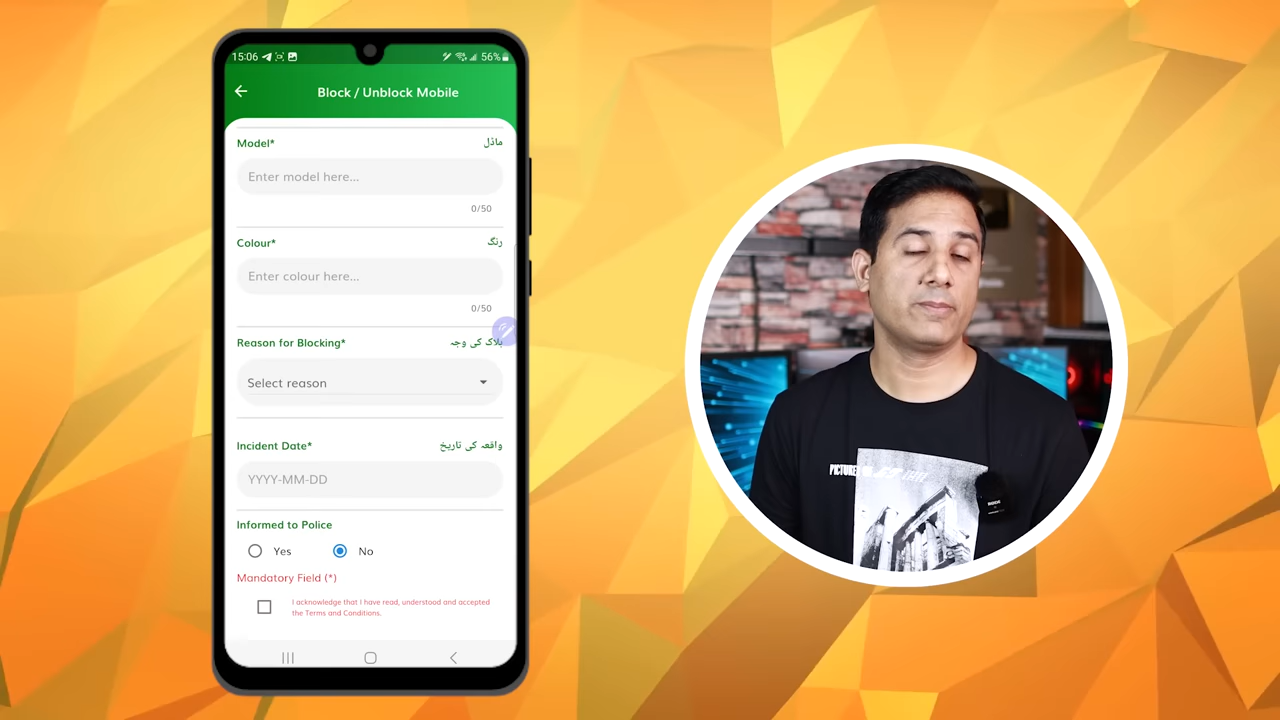 15:06
56%
Block / Unblock Mobile
Model* ماڈل
Enter model here...
0/50
Colour* رنگ
Enter colour here...
0/50
Reason for Blocking* بلاک کی وجہ
Select reason
Incident Date* واقعہ کی تاریخ
YYYY-MM-DD
Informed to Police
Yes No
Mandatory Field (*)
I acknowledge that I have read, understood and accepted
the Terms and Conditions.